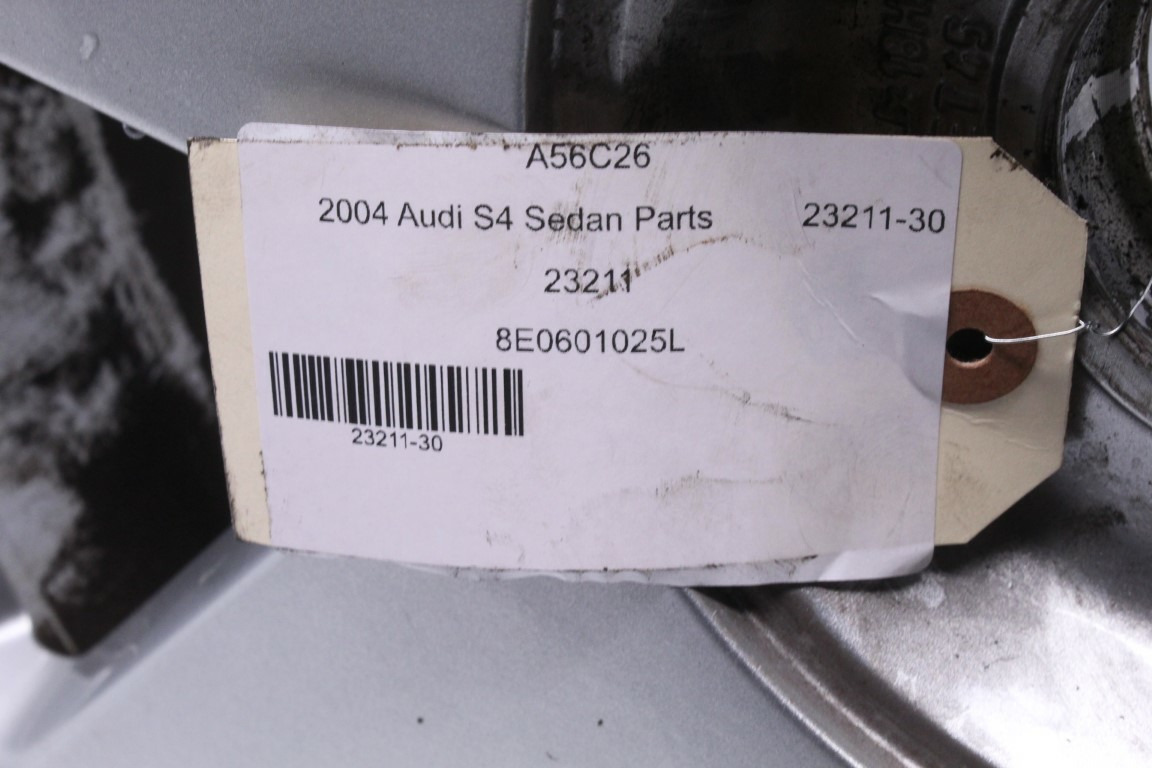 A56C26
2004 Audi S4 Sedan Parts 23211-30
23211
8E0601025L
23211-30